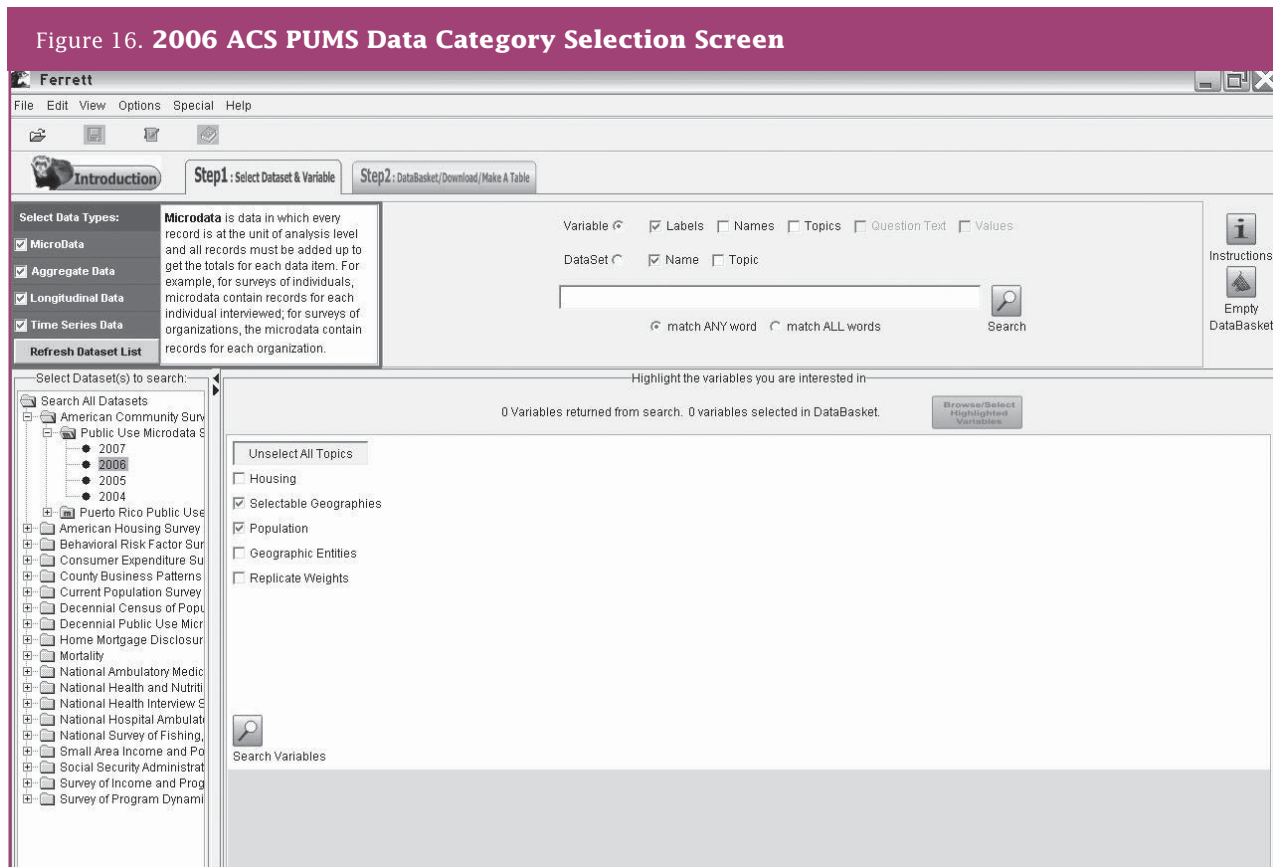 Figure 16. 2006 ACS PUMS Data Category Selection Screen
Ferrett
File Edit View Options Special Help
Introduction
Step1 : Select Dataset & Variable
Step2 : DataBasket/Download/Make A Table
Select Data Types:
MicroData
Aggregate Data
Longitudinal Data
Time Series Data
Refresh Dataset List
Microdata is data in which every
record is at the unit of analysis level
and all records must be added up to
get the totals for each data item. For
example, for surveys of individuals,
microdata contain records for each
individual interviewed; for surveys of
organizations, the microdata contain
records for each organization.
Variable Labels Names Topics Question Text Values
DataSet Name Topic
match ANY word match ALL words
Search
Instructions
Empty
DataBasket
Select Dataset(s) to search:
Search All Datasets
American Community Surv
Public Use Microdata S
2007
2006
2005
2004
Puerto Rico Public Use
American Housing Survey
Behavioral Risk Factor Sur
Consumer Expenditure Su
County Business Patterns
Current Population Survey
Decennial Census of Popu
Decennial Public Use Micr
Home Mortgage Disclosur
Mortality
National Ambulatory Medic
National Health and Nutriti
National Health Interview S
National Hospital Ambulat
National Survey of Fishing,
Small Area Income and Po
Social Security Administrat
Survey of Income and Prog
Survey of Program Dynami
Highlight the variables you are interested in
0 Variables returned from search. 0 variables selected in DataBasket.
Browse/Select
Highlighted
Variables
Unselect All Topics
Housing
Selectable Geographies
Population
Geographic Entities
Replicate Weights
Search Variables